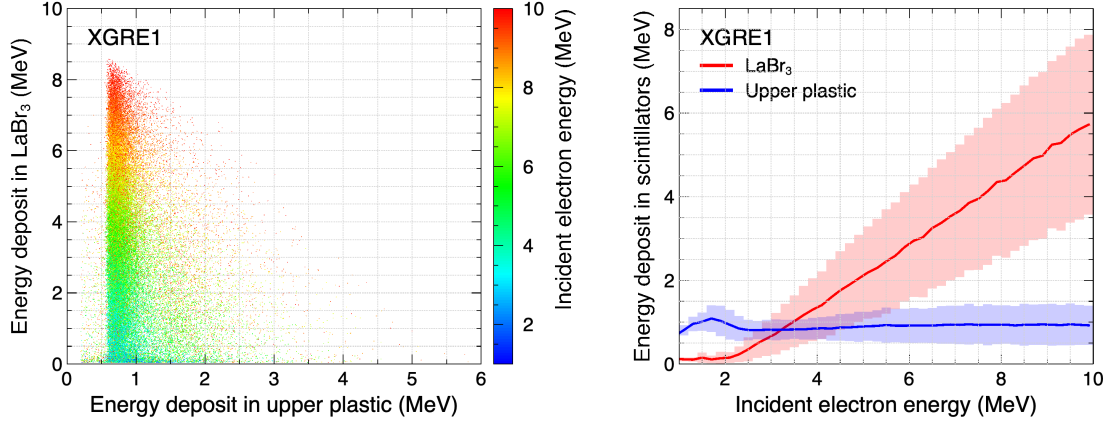 XGRE1
Energy deposit in LaBr3 (MeV)
10
8
6
4
2
0
0 1 2 3 4 5 6
Energy deposit in upper plastic (MeV)
10
8
6
4
2
Incident electron energy (MeV)
XGRE1
LaBr3
Upper plastic
Energy deposit in scintillators (MeV)
8
6
4
2
0
2 4 6 8 10
Incident electron energy (MeV)